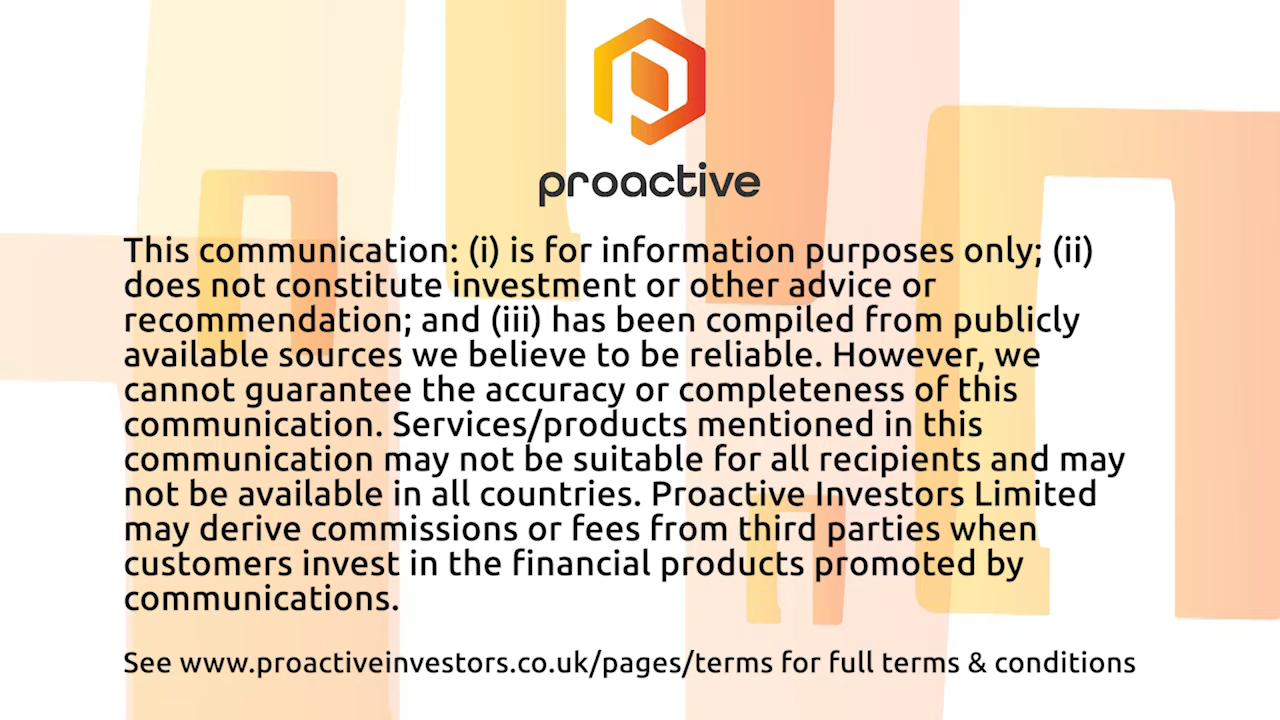 proactive
This communication: (i) is for information purposes only; (ii)
does not constitute investment or other advice or
recommendation; and (iii) has been compiled from publicly
available sources we believe to be reliable. However, we
cannot guarantee the accuracy or completeness of this
communication. Services/products mentioned in this
communication may not be suitable for all recipients and may
not be available in all countries. Proactive Investors Limited
may derive commissions or fees from third parties when
customers invest in the financial products promoted by
communications.
See www.proactiveinvestors.co.uk/pages/terms for full terms & conditions